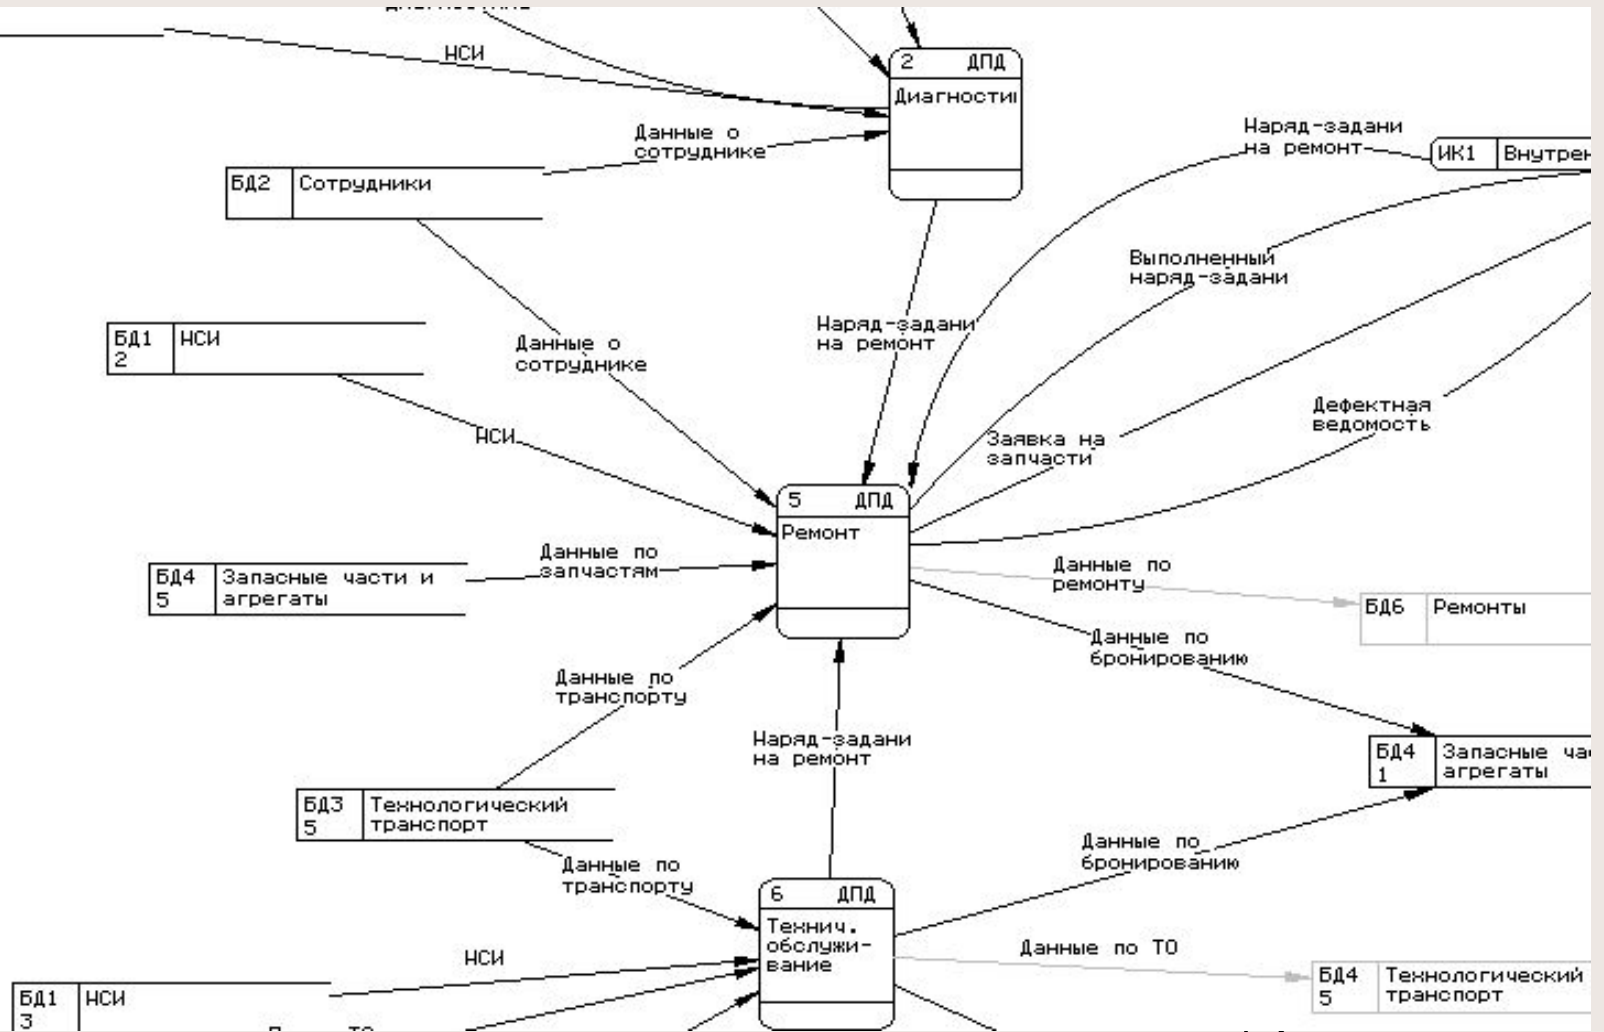 НСИ
2 ДПД
Диагности
Данные о
сотруднике
Наряд-задани
на ремонт
ИК1 Внутрен
БД2 Сотрудники
Выполненный
наряд-задани
БД1 НСИ
2
Данные о
сотруднике
Наряд-задани
на ремонт
Дефектная
ведомость
НСИ
Заявка на
запчасти
5 ДПД
Ремонт
Данные по
запчастям
БД4 Запасные части и
5 агрегаты
Данные по
ремонту
БД6 Ремонты
Данные по
бронированию
Данные по
транспорту
Наряд-задани
на ремонт
БД4 Запасные ча
1 агрегаты
БД3 Технологический
5 транспорт
Данные по
бронированию
Данные по
транспорту
6 ДПД
Технич.
обслужи-
вание
НСИ
Данные по ТО
БД4 Технологический
5 транспорт
БД1 НСИ
3